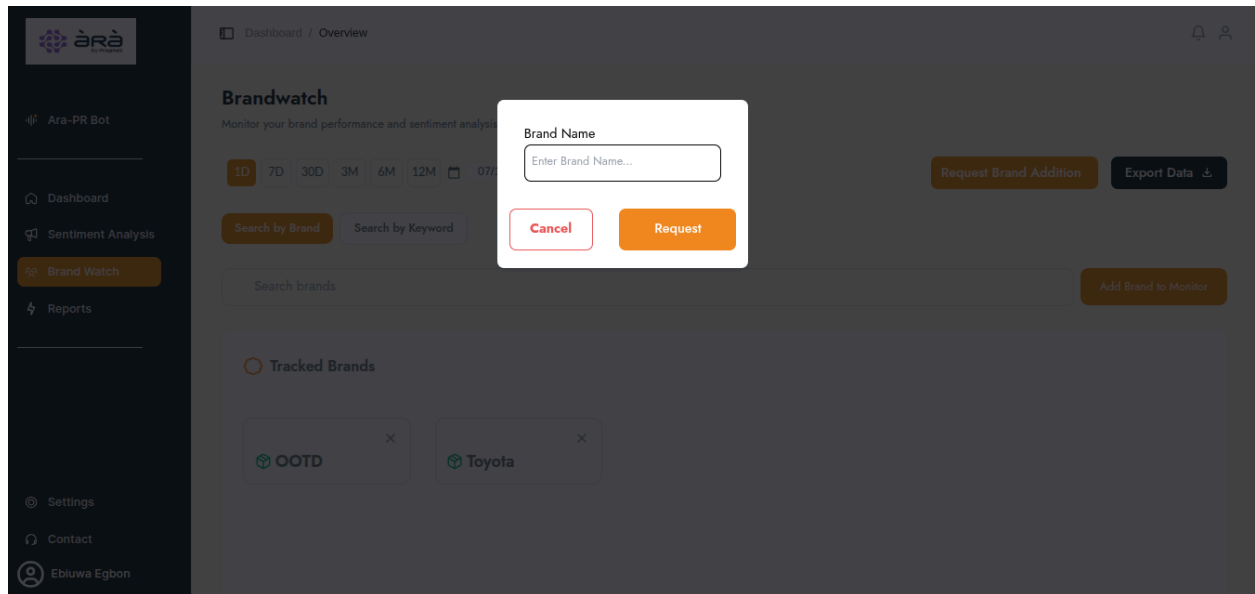 àRà
Dashboard / Overview
Ara-PR Bot
Dashboard
Sentiment Analysis
Brand Watch
Reports
Settings
Contact
Ebiuwa Egbon
Brandwatch
Monitor your brand performance and sentiment analysis
1D 7D 30D 3M 6M 12M 07/
Request Brand Addition Export Data
Search by Brand Search by Keyword
Search brands Add Brand to Monitor
Tracked Brands
OOTD Toyota
Brand Name
Enter Brand Name...
Cancel Request